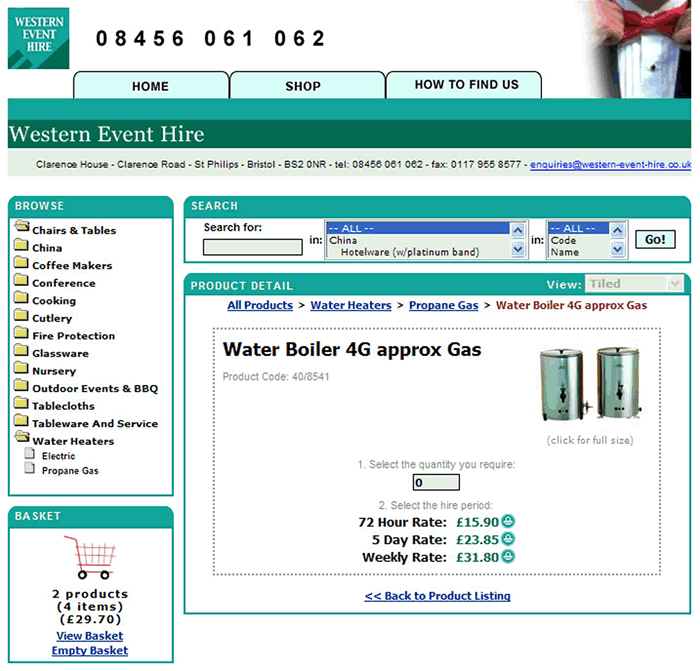 WESTERN
EVENT
HIRE
08456 061 062
HOME
SHOP
HOW TO FIND US
Western Event Hire
Clarence House - Clarence Road - St Philips - Bristol - BS2 0NR - tel: 08456 061 062 - fax: 0117 955 8577 - enquiries@western-event-hire.co.uk
BROWSE
Chairs & Tables
China
Coffee Makers
Conference
Cooking
Cutlery
Fire Protection
Glassware
Nursery
Outdoor Events & BBQ
Tablecloths
Tableware And Service
Water Heaters
Electric
Propane Gas
BASKET
2 products
(4 items)
(£29.70)
View Basket
Empty Basket
SEARCH
Search for:
in:
-- ALL --
China
Hotelware (w/platinum band)
in:
-- ALL --
Code
Name
Go!
PRODUCT DETAIL
View: Tiled
All Products > Water Heaters > Propane Gas > Water Boiler 4G approx Gas
Water Boiler 4G approx Gas
Product Code: 40/8541
(click for full size)
1. Select the quantity you require:
0
2. Select the hire period:
72 Hour Rate: £15.90
5 Day Rate: £23.85
Weekly Rate: £31.80
<< Back to Product Listing